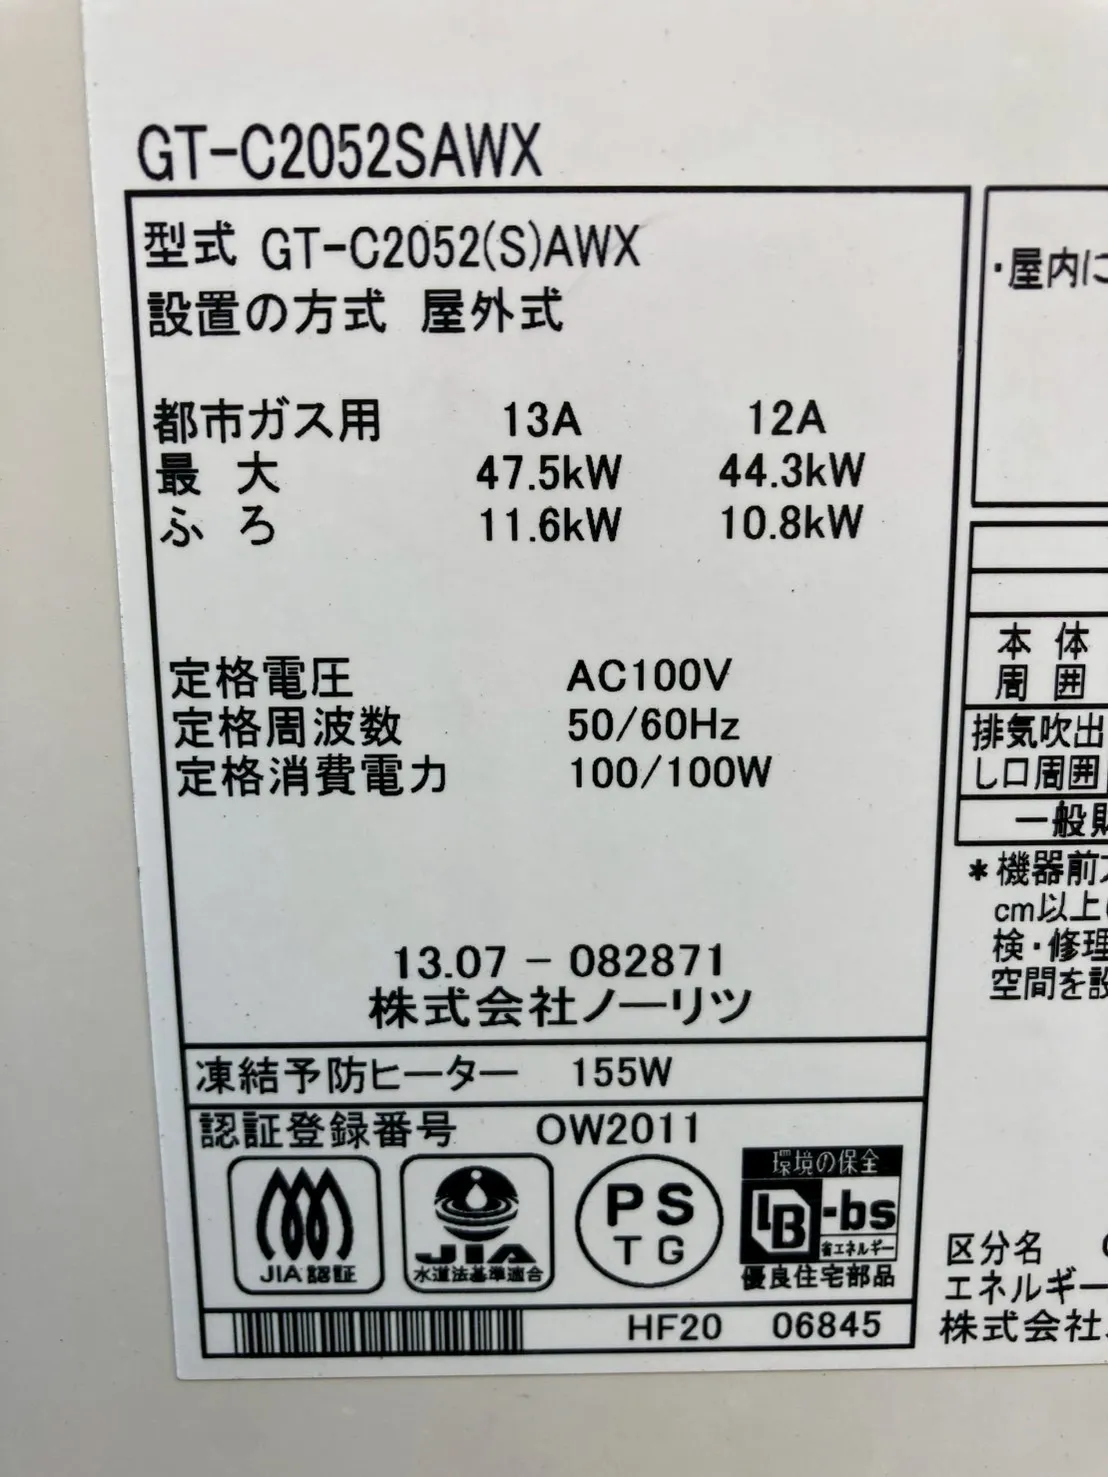 GT-C2052SAWX
型式 GT-C2052(S)AWX
設置の方式 屋外式
都市ガス用 13A 12A
最大 47.5kW 44.3kW
ふろ 11.6kW 10.8kW
定格電圧 AC100V
定格周波数 50/60Hz
定格消費電力 100/100W
13.07-082871
株式会社ノーリツ
凍結予防ヒーター 155W
認証登録番号 OW2011
JIA認証
JIA
水道法基準適合
PS
TG
環境の保全
LB-bs
省エネルギー
優良住宅部品
HF20 06845
・屋内に
本体
周囲
排気吹出
し口周囲
一般
*機器前
cm以上
検・修理
空間を設
区分名
エネルギー
株式会社